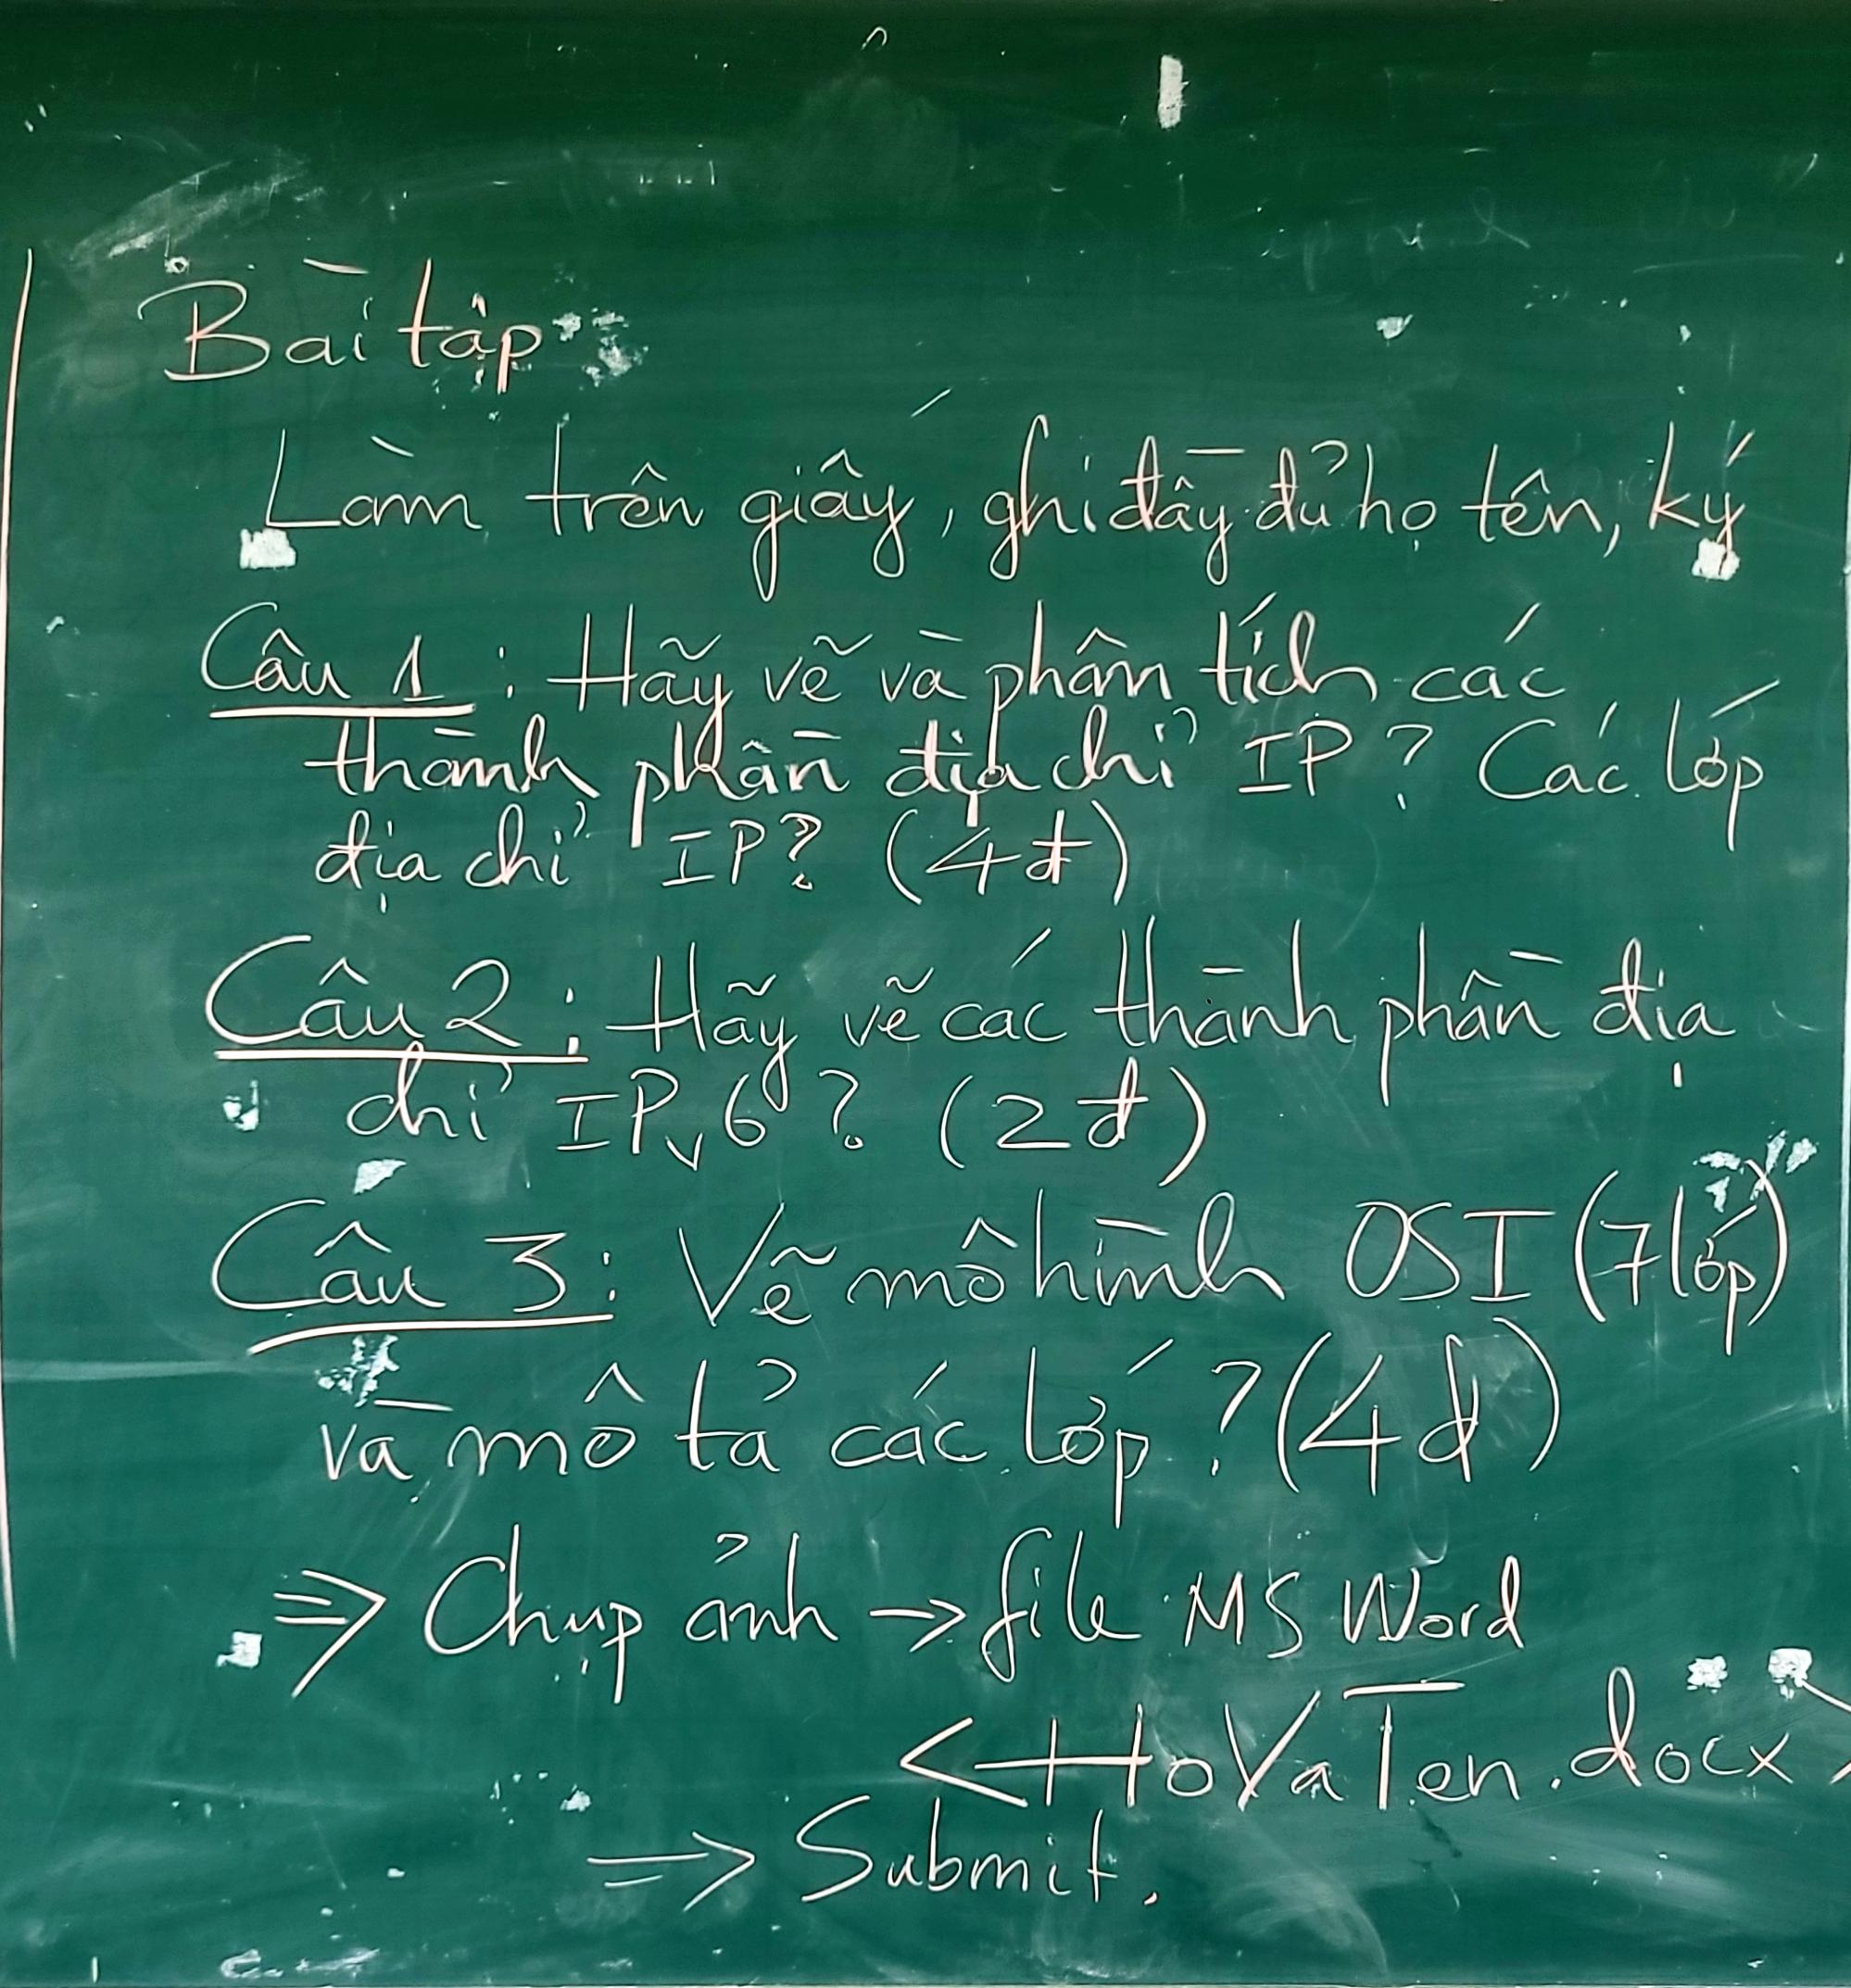 Bài tập:
Làm trên giấy, ghi đầy đủ họ tên, ký
Câu 1 : Hãy vẽ và phân tích các
thành phần địa chỉ IP ? Các lớp
địa chỉ IP? (4đ)
Câu 2 : Hãy vẽ các thành phần địa
chỉ IPv6 ? (2đ)
Câu 3 : Vẽ mô hình OSI (7 lớp)
và mô tả các lớp ? (4đ)
⇒ Chụp ảnh → file MS Word
<HoVaTen.docx>
⇒ Submit.